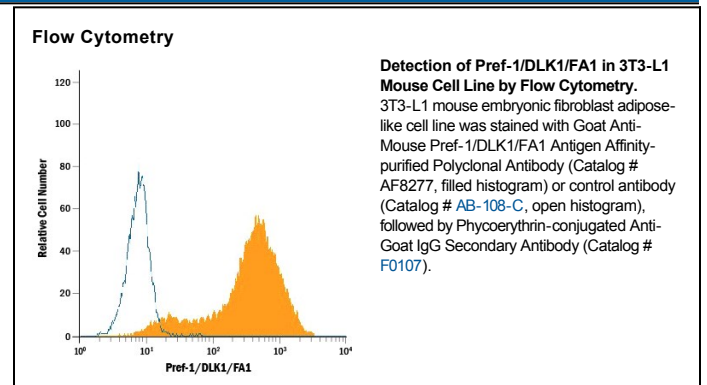 Flow Cytometry
Detection of Pref-1/DLK1/FA1 in 3T3-L1
Mouse Cell Line by Flow Cytometry.
3T3-L1 mouse embryonic fibroblast adipose-
like cell line was stained with Goat Anti-
Mouse Pref-1/DLK1/FA1 Antigen Affinity-
purified Polyclonal Antibody (Catalog #
AF8277, filled histogram) or control antibody
(Catalog # AB-108-C, open histogram),
followed by Phycoerythrin-conjugated Anti-
Goat IgG Secondary Antibody (Catalog #
F0107).
Relative Cell Number
120
100
80
60
40
20
0
10⁰ 10¹ 10² 10³ 10⁴
Pref-1/DLK1/FA1